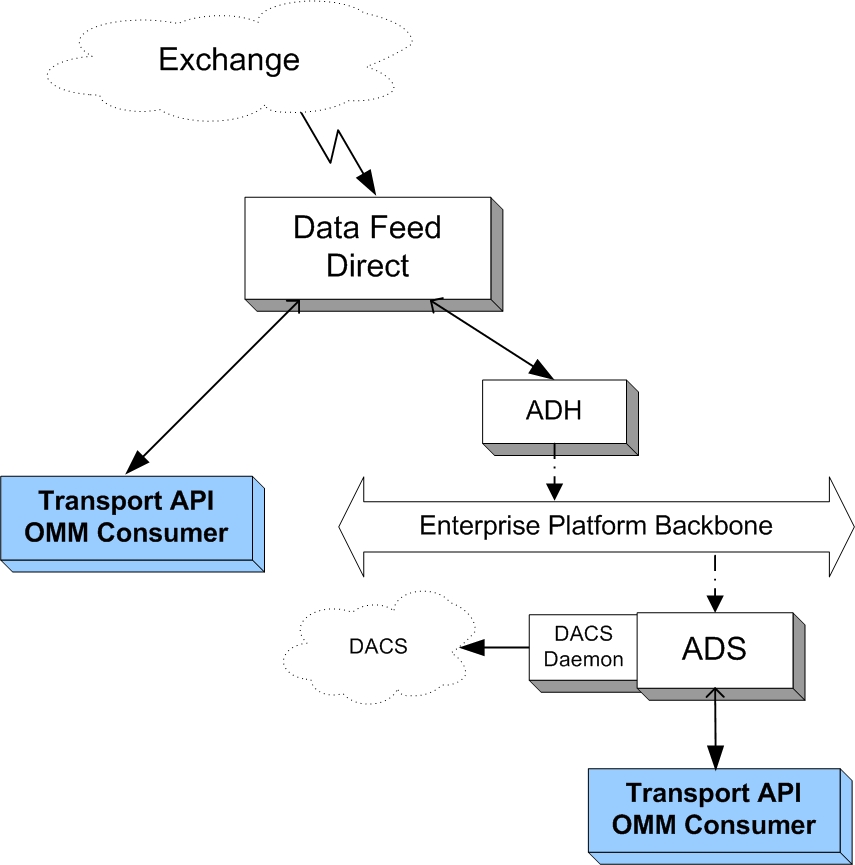 Exchange
Data Feed
Direct
ADH
Transport API
OMM Consumer
Enterprise Platform Backbone
DACS
DACS
Daemon
ADS
Transport API
OMM Consumer